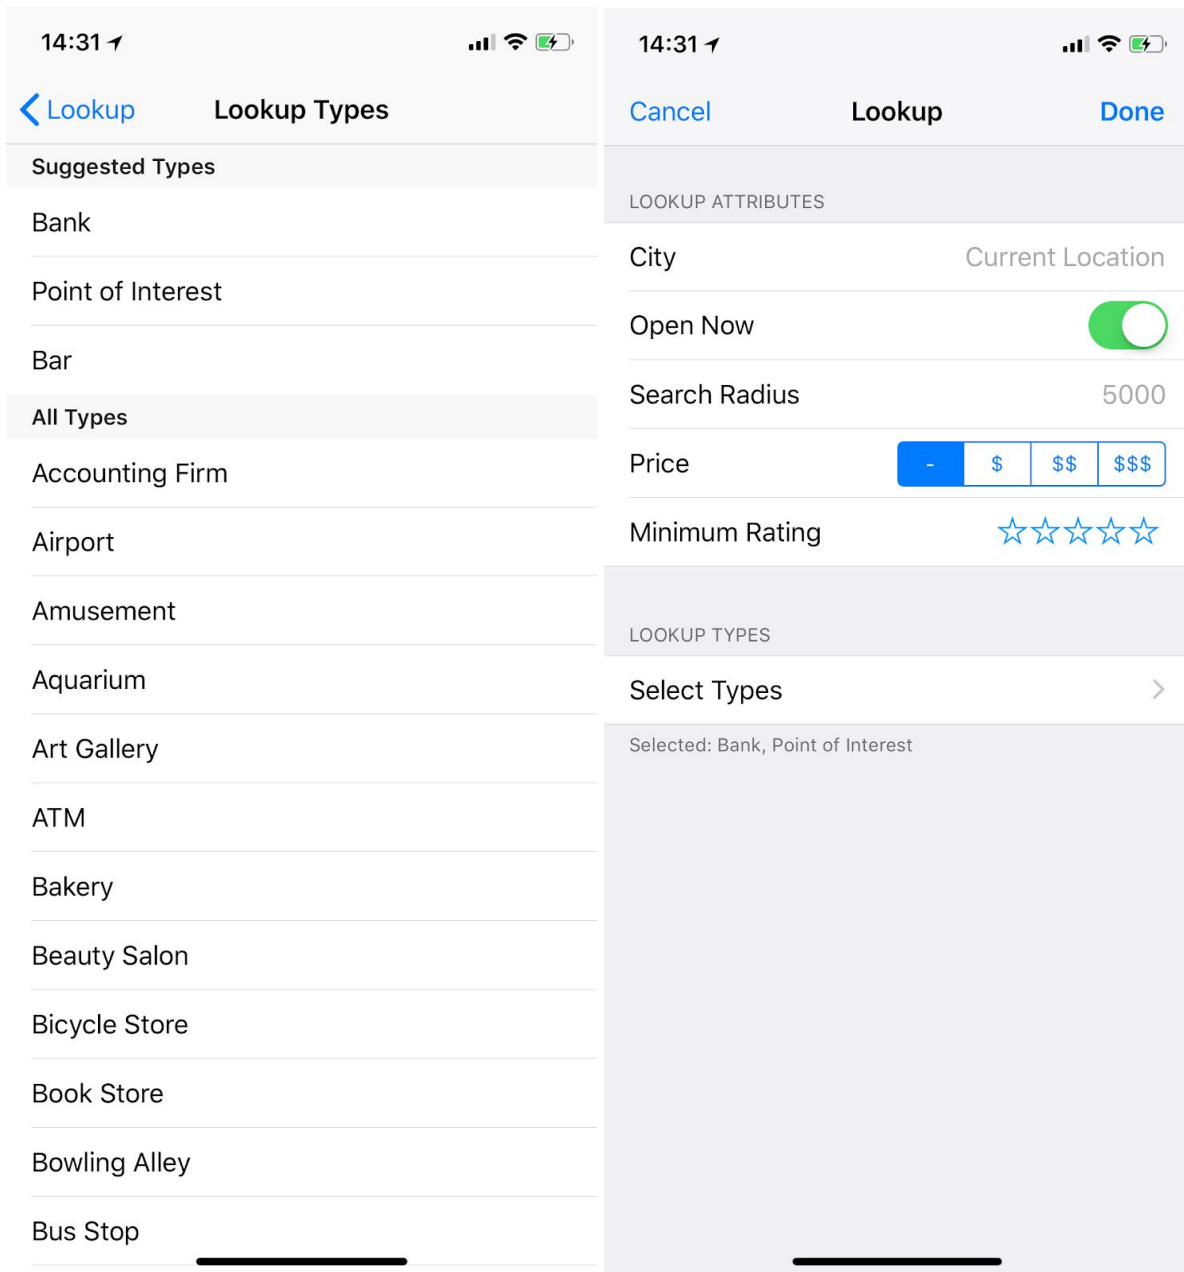 14:31
Lookup
Lookup Types
Suggested Types
Bank
Point of Interest
Bar
All Types
Accounting Firm
Airport
Amusement
Aquarium
Art Gallery
ATM
Bakery
Beauty Salon
Bicycle Store
Book Store
Bowling Alley
Bus Stop
14:31
Cancel
Lookup
Done
LOOKUP ATTRIBUTES
City Current Location
Open Now
Search Radius 5000
Price - $ $$ $$$
Minimum Rating
LOOKUP TYPES
Select Types
Selected: Bank, Point of Interest